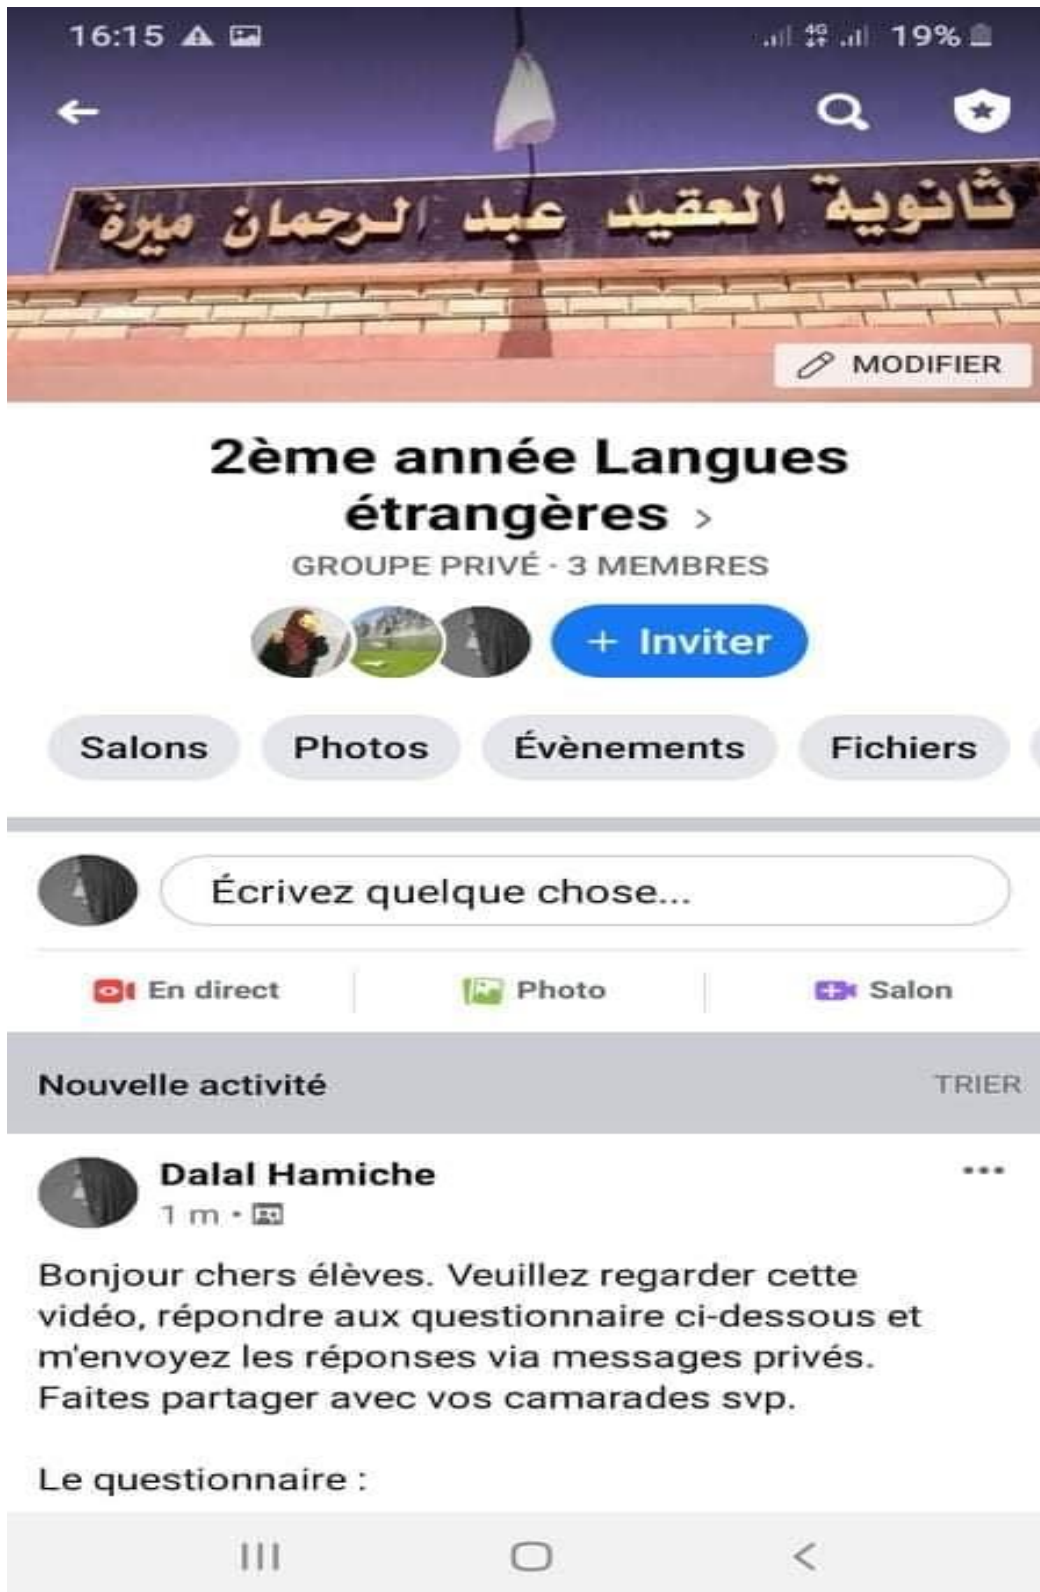 16:15
4G
19%
ثانوية العقيد عبد الرحمان ميرة
MODIFIER
2ème année Langues
étrangères >
GROUPE PRIVÉ · 3 MEMBRES
+ Inviter
Salons
Photos
Évènements
Fichiers
Écrivez quelque chose...
En direct
Photo
Salon
Nouvelle activité
TRIER
Dalal Hamiche
1 m •
Bonjour chers élèves. Veuillez regarder cette
vidéo, répondre aux questionnaire ci-dessous et
m'envoyez les réponses via messages privés.
Faites partager avec vos camarades svp.
Le questionnaire :